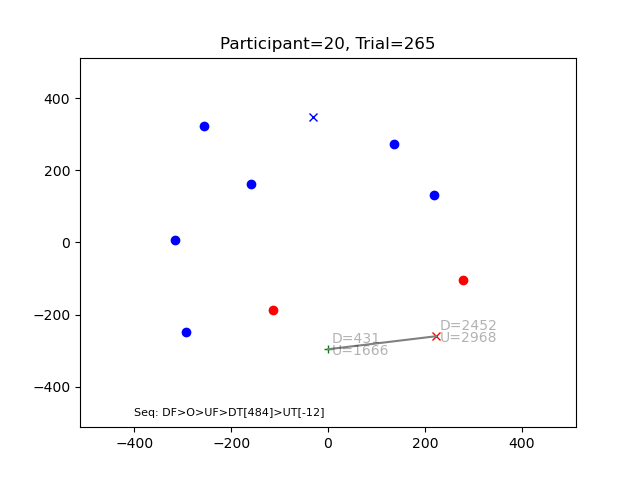 Participant=20, Trial=265
400
200
0
−200
−400
D=431
U=1666
D=2452
U=2968
Seq: DF>O>UF>DT[484]>UT[-12]
−400
−200
0
200
400